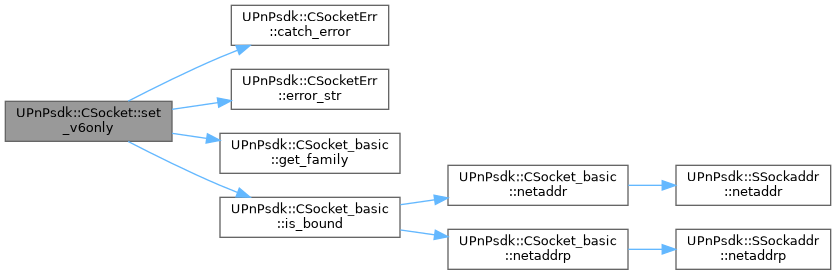 UPnPsdk::CSocket::set
_v6only
UPnPsdk::CSocketErr
::catch_error
UPnPsdk::CSocketErr
::error_str
UPnPsdk::CSocket_basic
::get_family
UPnPsdk::CSocket_basic
::is_bound
UPnPsdk::CSocket_basic
::netaddr
UPnPsdk::SSockaddr
::netaddr
UPnPsdk::CSocket_basic
::netaddrp
UPnPsdk::SSockaddr
::netaddrp